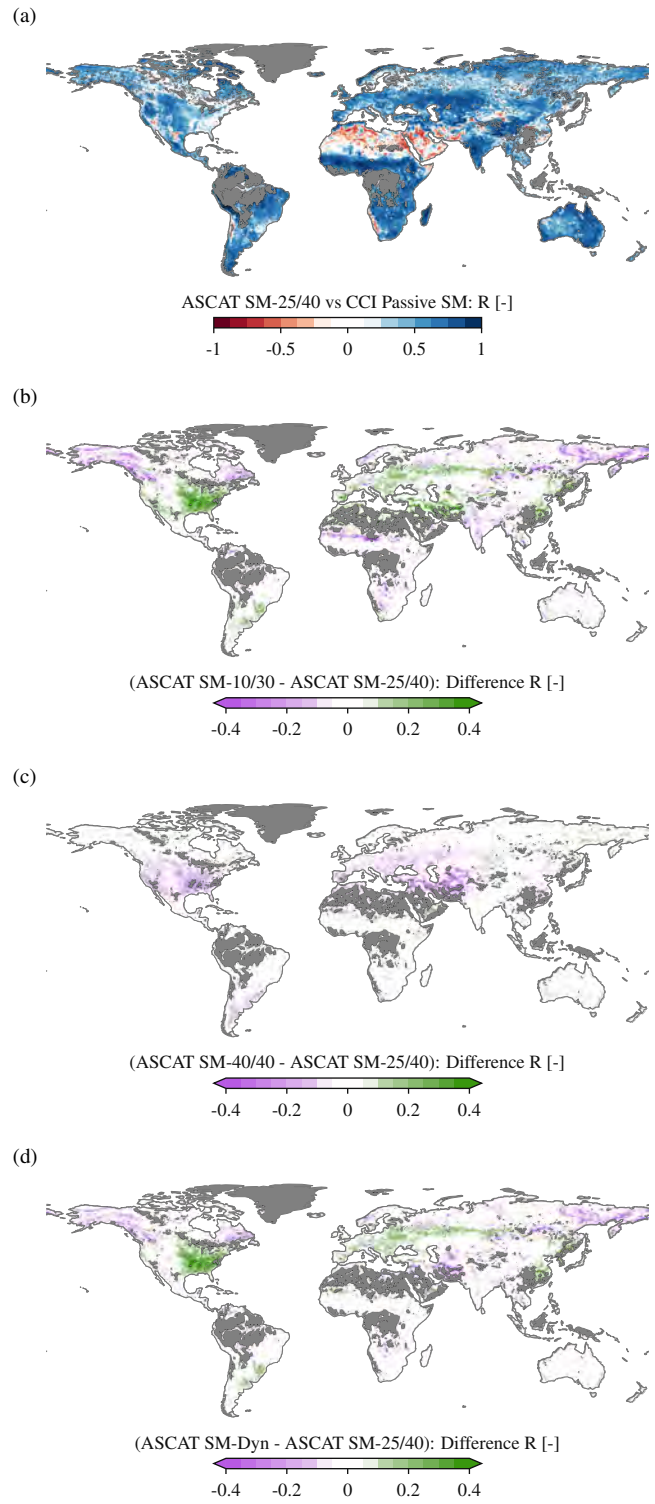 (a)
ASCAT SM-25/40 vs CCI Passive SM: R [-]
-1 -0.5 0 0.5 1
(b)
(ASCAT SM-10/30 - ASCAT SM-25/40): Difference R [-]
-0.4 -0.2 0 0.2 0.4
(c)
(ASCAT SM-40/40 - ASCAT SM-25/40): Difference R [-]
-0.4 -0.2 0 0.2 0.4
(d)
(ASCAT SM-Dyn - ASCAT SM-25/40): Difference R [-]
-0.4 -0.2 0 0.2 0.4